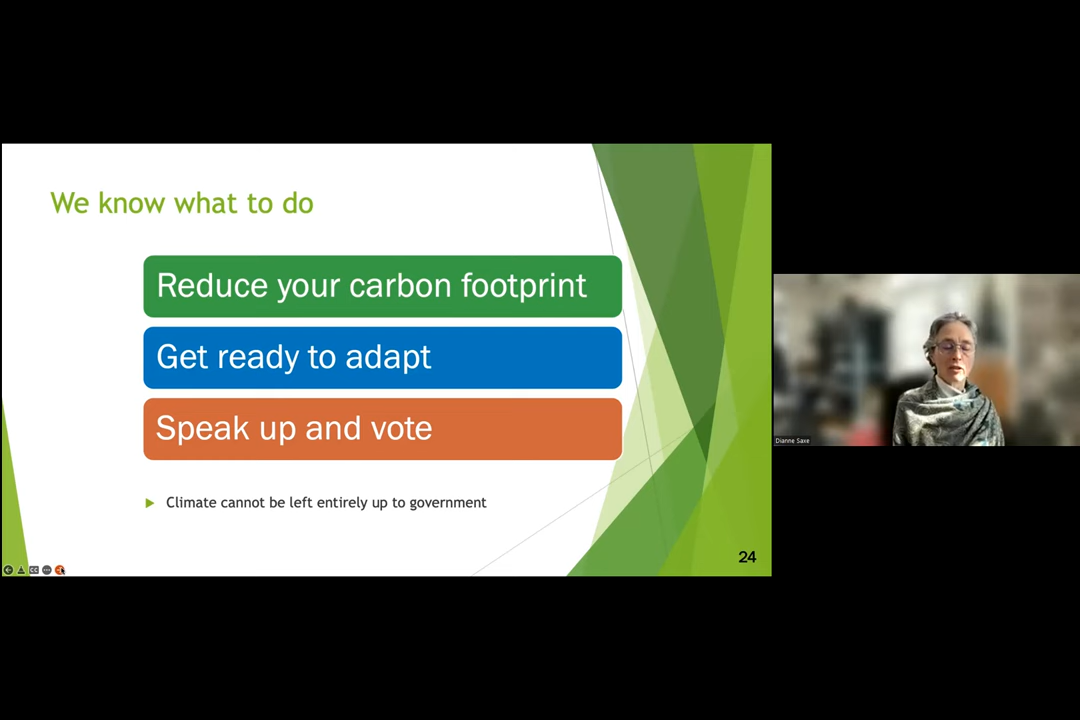 We know what to do
Reduce your carbon footprint
Get ready to adapt
Speak up and vote
Climate cannot be left entirely up to government
24
Dianne Saxe
CC